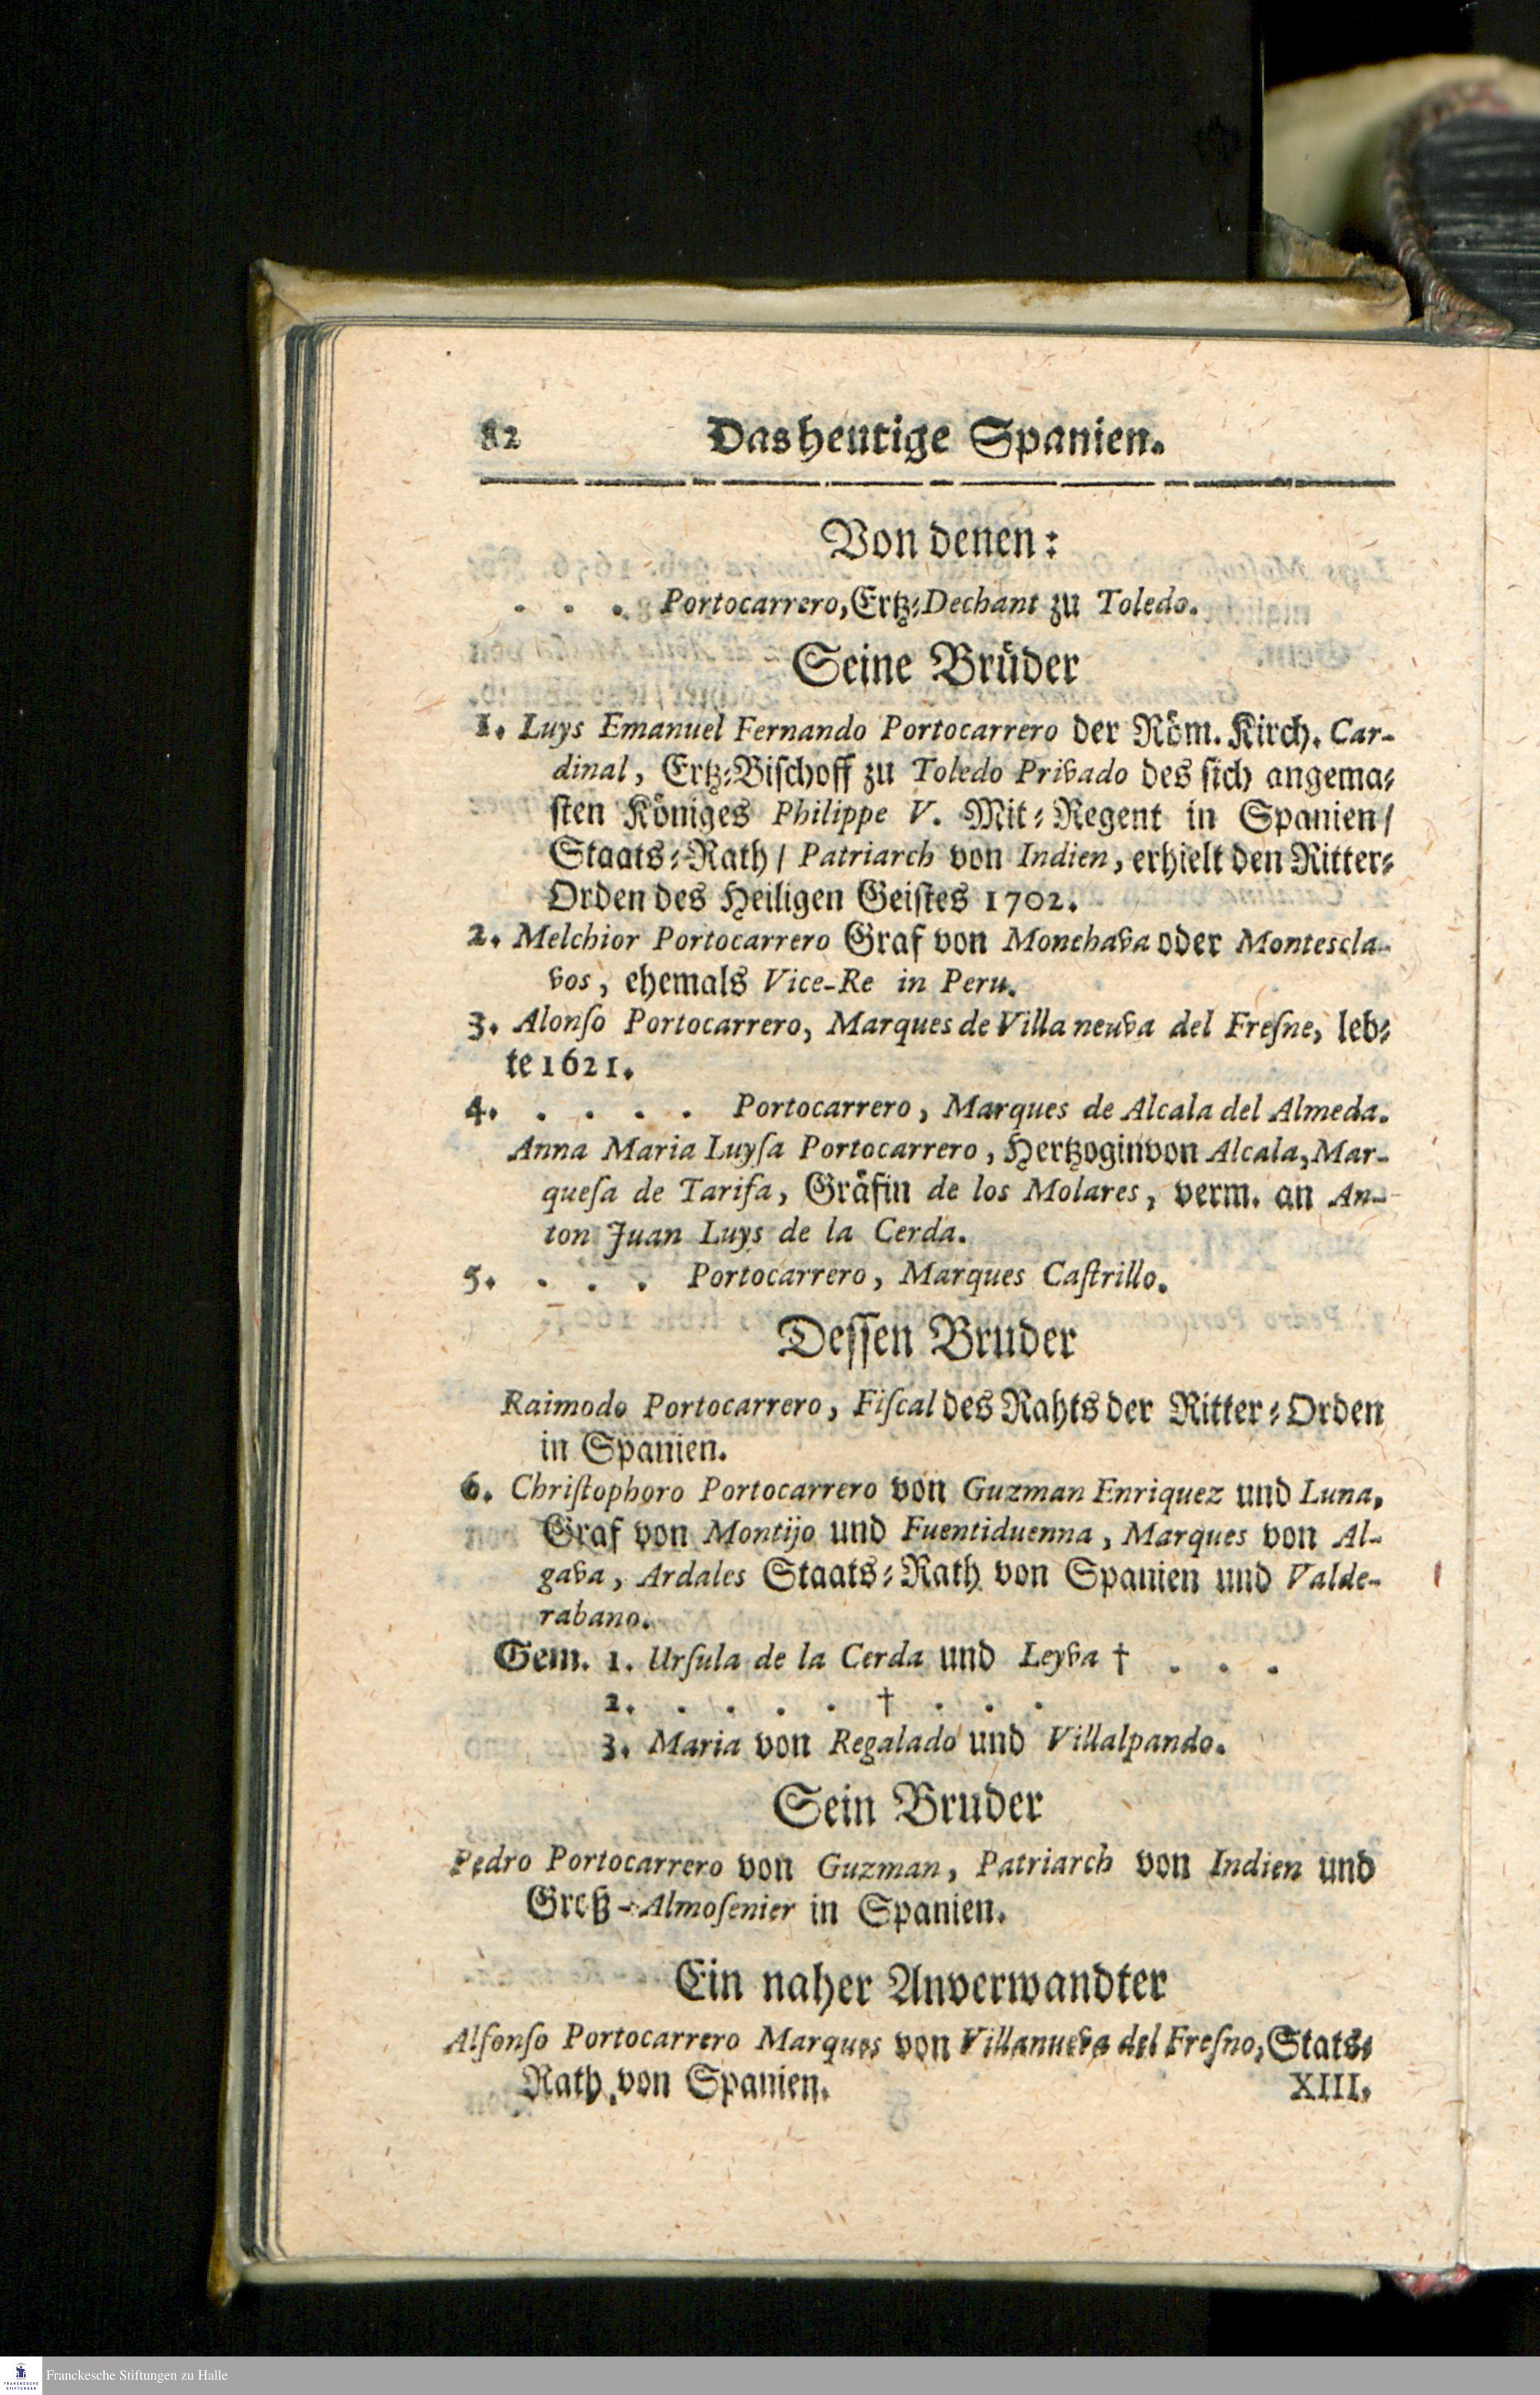 82 Das heutige Spanien.
Von denen:
. . . Portocarrero, Ertz-Dechant zu Toledo.
Seine Brüder
1. Luys Emanuel Fernando Portocarrero der Röm. Kirch. Car-
dinal, Ertz-Bischoff zu Toledo Privado des sich angema-
sten Königes Philippe V. Mit-Regent in Spanien/
Staats-Rath/ Patriarch von Indien, erhielt den Ritter-
Orden des Heiligen Geistes 1702.
2. Melchior Portocarrero Graf von Monchava oder Montescla-
vos, ehemals Vice-Re in Peru.
3. Alonſo Portocarrero, Marques de Villa neuva del Freſne, leb-
te 1621.
4. . . . . Portocarrero, Marques de Alcala del Almeda.
Anna Maria Luyſa Portocarrero, Hertzogin von Alcala, Mar-
queſa de Tarifa, Gräfin de los Molares, verm. an An-
ton Juan Luys de la Cerda.
5. . . . Portocarrero, Marques Caſtrillo.
Dessen Bruder
Raimodo Portocarrero, Fiſcal des Rahts der Ritter-Orden
in Spanien.
6. Chriſtophoro Portocarrero von Guzman Enriquez und Luna,
Graf von Montijo und Fuentiduenna, Marques von Al-
gava, Ardales Staats-Rath von Spanien und Valde-
rabano.
Gem. 1. Urſula de la Cerda und Leyva † . . .
2. . . . . † . . .
3. Maria von Regalado und Villalpando.
Sein Bruder
Pedro Portocarrero von Guzman, Patriarch von Indien und
Groß-Almoſenier in Spanien.
Ein naher Anverwandter
Alfonſo Portocarrero Marques von Villanueva del Freſno, Stats-
Rath von Spanien.
XIII.
Franckesche Stiftungen zu Halle
FRANCKESCHE
STIFTUNGEN